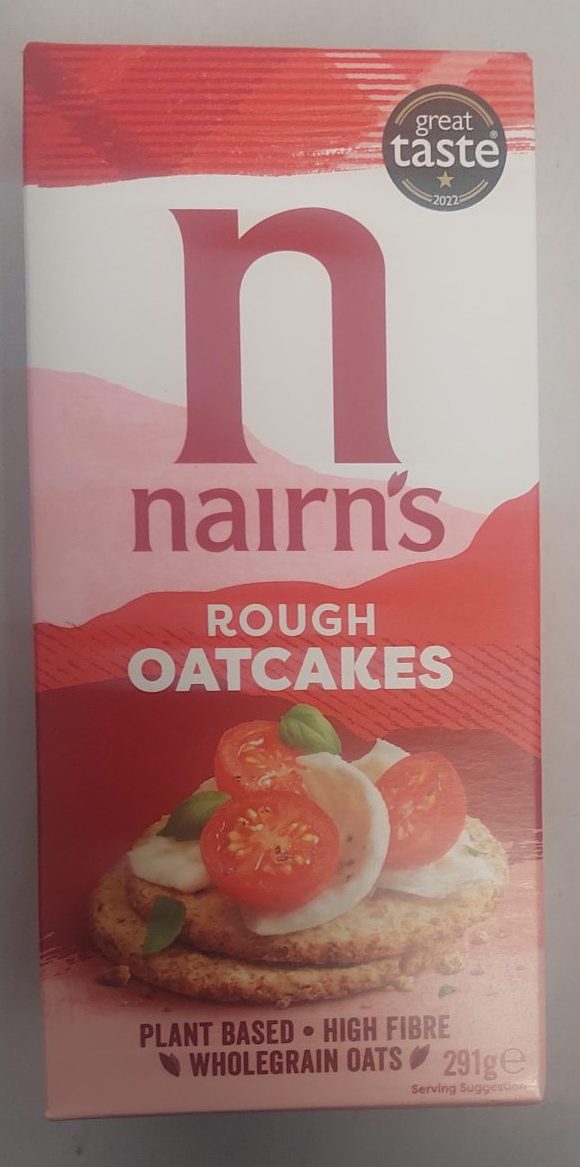 great
taste®
2022
n
nairn's
ROUGH
OATCAKES
PLANT BASED • HIGH FIBRE
WHOLEGRAIN OATS
291g℮
Serving Suggestion